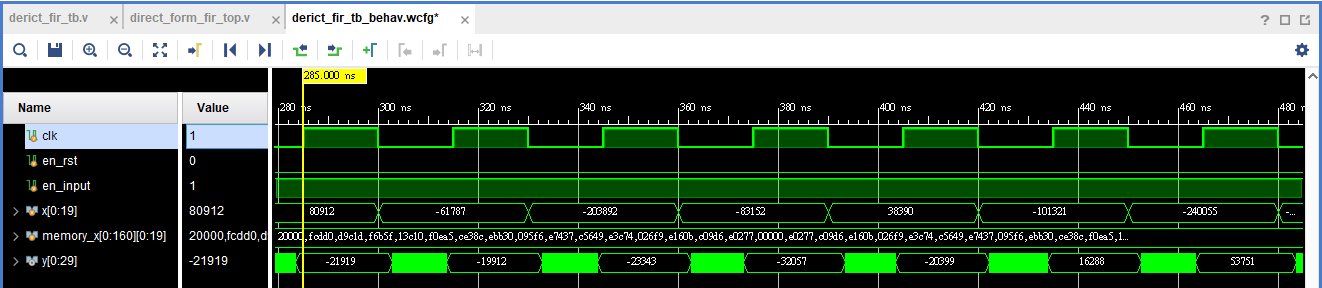 derict_fir_tb.v × direct_form_fir_top.v × derict_fir_tb_behav.wcfg* ×
? 
285.000 ns
Name Value
280 ns 300 ns 320 ns 340 ns 360 ns 380 ns 400 ns 420 ns 440 ns 460 ns 480
clk 1
en_rst 0
en_input 1
x[0:19] 80912 80912 -61787 -203892 -83152 38390 -101321 -240055 -...
memory_x[0:160][0:19] 20000,fcdd0,d 20000,fcdd0,d9c1d,f6b5f,13c10,f0ea5,ce38c,ebb30,095f6,e7437,c5649,e3c74,026f9,e160b,c09d6,e0277,00000,e0277,c09d6,e160b,026f9,e3c74,c5649,e7437,095f6,ebb30,ce38c,f0ea5,1...
y[0:29] -21919 -21919 -19912 -23343 -32057 -20399 16288 53751